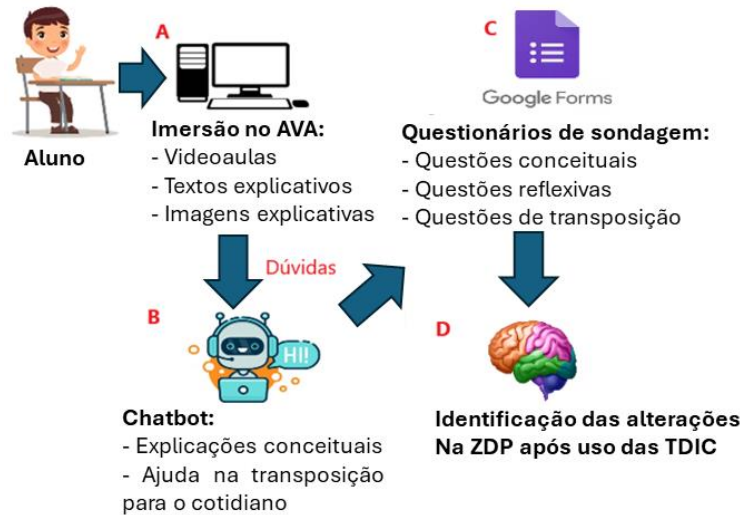 A
Aluno
Imersão no AVA:
- Videoaulas
- Textos explicativos
- Imagens explicativas
Dúvidas
B
HI!
Chatbot:
- Explicações conceituais
- Ajuda na transposição
para o cotidiano
C
Google Forms
Questionários de sondagem:
- Questões conceituais
- Questões reflexivas
- Questões de transposição
D
Identificação das alterações
Na ZDP após uso das TDIC